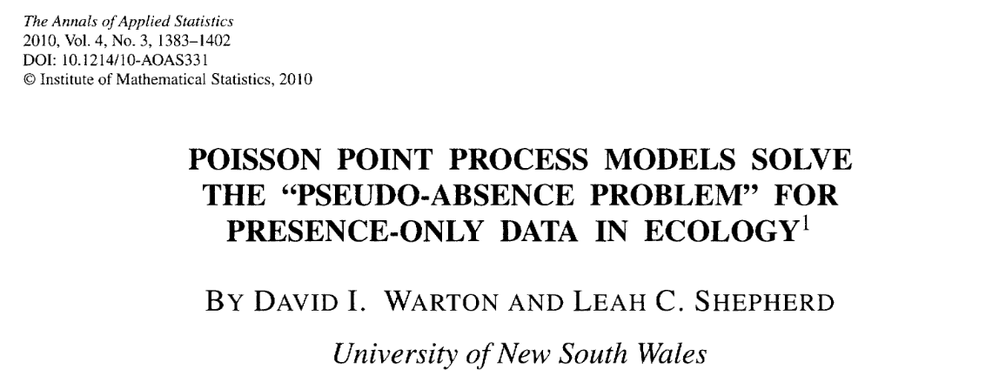 The Annals of Applied Statistics
2010, Vol. 4, No. 3, 1383–1402
DOI: 10.1214/10-AOAS331
© Institute of Mathematical Statistics, 2010
POISSON POINT PROCESS MODELS SOLVE
THE “PSEUDO-ABSENCE PROBLEM” FOR
PRESENCE-ONLY DATA IN ECOLOGY¹
BY DAVID I. WARTON AND LEAH C. SHEPHERD
University of New South Wales